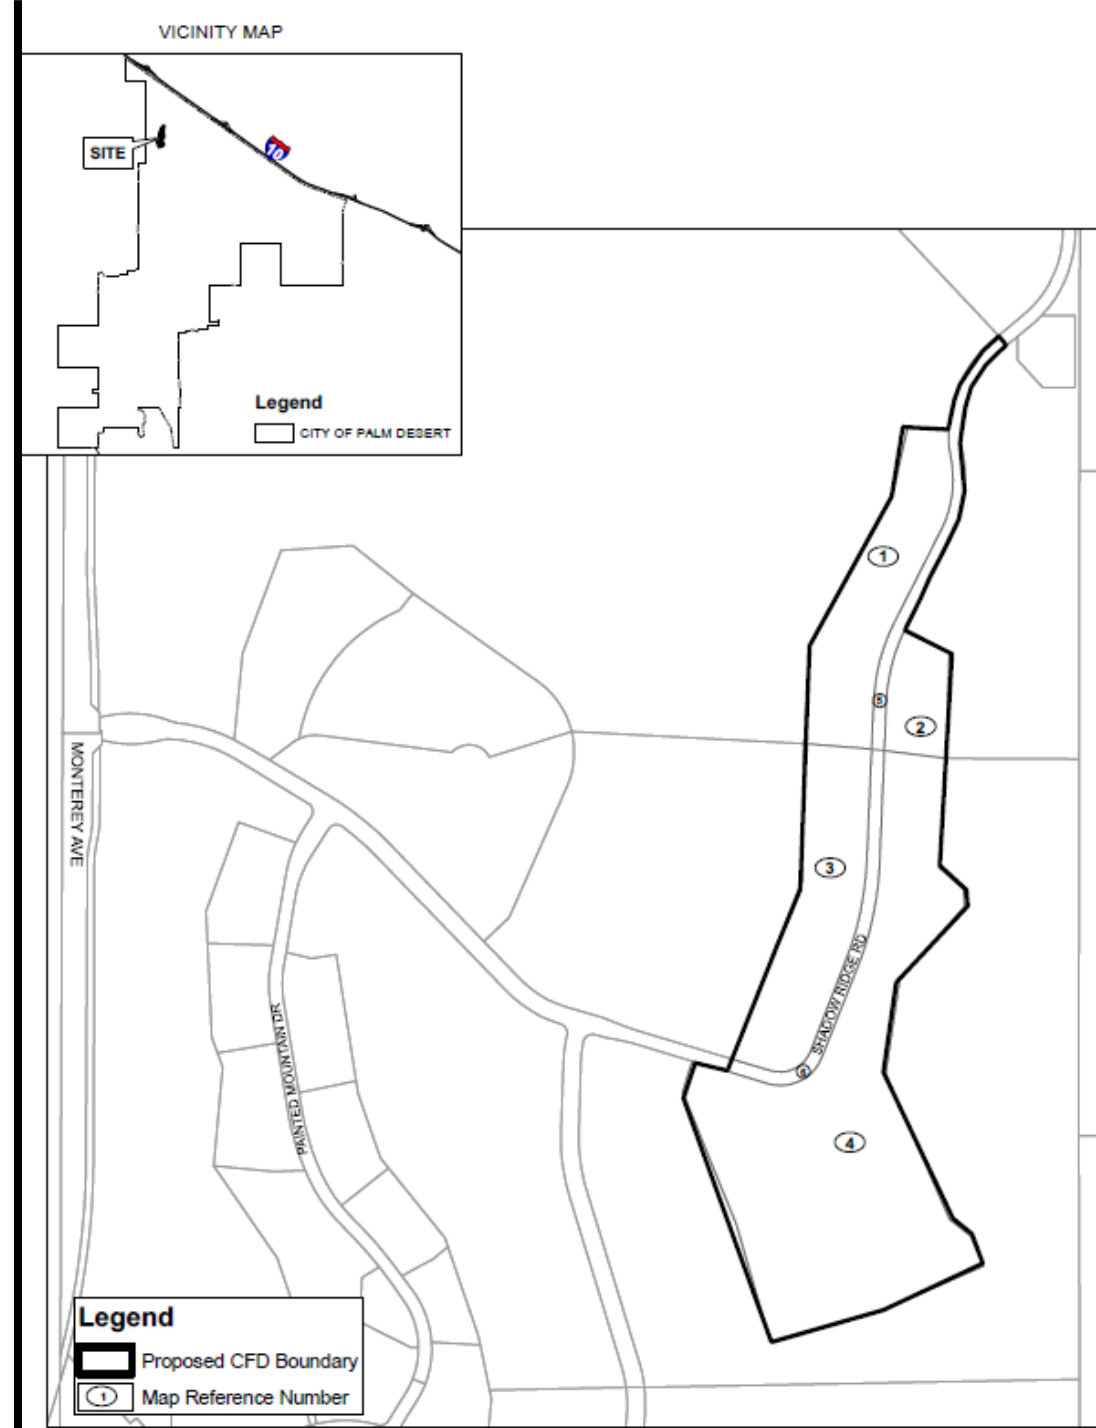 VICINITY MAP
SITE
10
Legend
CITY OF PALM DESERT
1
5
2
MONTEREY AVE
3
SHADOW RIDGE RD
PAINTED MOUNTAIN DR
6
4
Legend
Proposed CFD Boundary
1 Map Reference Number